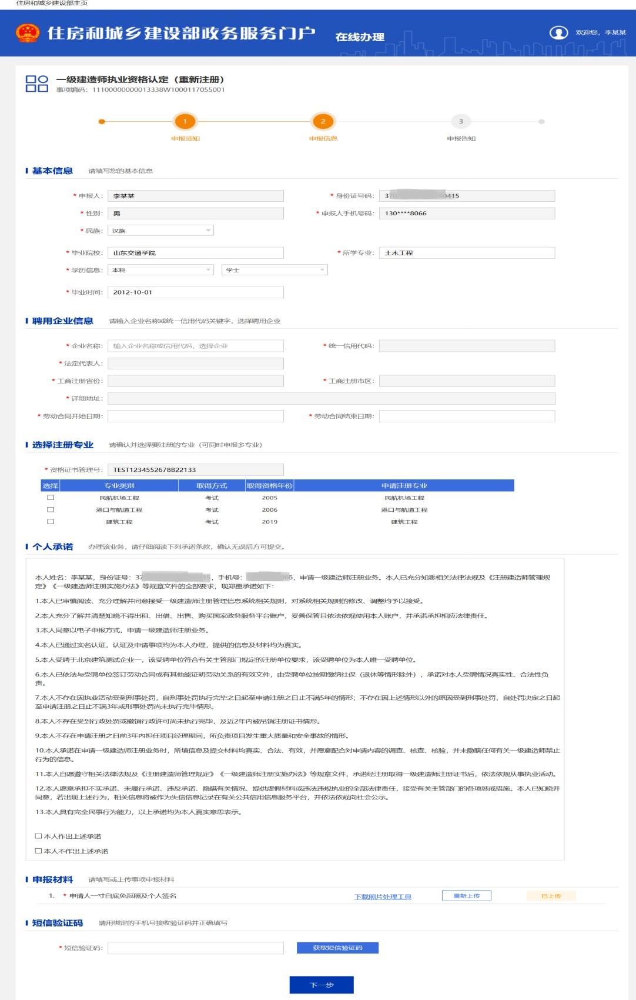 住房和城乡建设部主页
住房和城乡建设部政务服务门户 在线办理 欢迎您，李某某
一级建造师执业资格认定（重新注册）
事项编码：11100000000013338W1000117055001
1 2 3
申报须知 申报信息 申报告知
基本信息 请填写您的基本信息
* 申报人： 李某某 * 身份证号码： 370 50415
* 性别： 男 * 申报人手机号码： 130****8066
* 民族： 汉族
* 毕业院校： 山东交通学院 * 所学专业： 土木工程
* 学历信息： 本科 学士
* 毕业时间： 2012-10-01
聘用企业信息 请输入企业名称或统一信用代码关键字，选择聘用企业
* 企业名称： 输入企业名称或信用代码，选择企业 * 统一信用代码：
* 法定代表人：
* 工商注册省份： * 工商注册市区：
* 详细地址：
* 劳动合同开始日期： * 劳动合同结束日期：
选择注册专业 请确认并选择要注册的专业（可同时申报多专业）
* 资格证书管理号： TEST1234552678B22133
选择 专业类别 取得方式 取得资格年份 申请注册专业
民航机场工程 考试 2005 民航机场工程
港口与航道工程 考试 2006 港口与航道工程
建筑工程 考试 2019 建筑工程
个人承诺 办理该业务，请仔细阅读下列承诺条款，确认无误后方可提交。
本人姓名：李某某，身份证号：37 15，手机号： 066，申请一级建造师注册业务。本人已充分知悉相关法律法规及《注册建造师管理规
定》《一级建造师注册实施办法》等规章文件的全部要求，现郑重承诺如下：
1.本人已审慎阅读、充分理解并同意接受一级建造师注册管理信息系统相关规则，对系统相关规则的修改、调整均予以接受。
2.本人充分了解并清楚知晓不得出租、出借、出售、购买国家政务服务平台账户，妥善保管且依法依规使用本人账户，并承诺承担相应法律责任。
3.本人同意以电子申报方式，申请一级建造师注册业务。
4.本人已通过实名认证，认证及申请事项均为本人办理，提供的信息及材料均为真实。
5.本人受聘于北京建筑测试企业一，该受聘单位符合有关主管部门规定的注册单位要求，该受聘单位为本人唯一受聘单位。
6.本人已依法与受聘单位签订劳动合同或有其他能证明劳动关系的有效文件，由受聘单位按期缴纳社保（退休等情形除外），承诺对本人受聘情况真实性、合法性负
责。
7.本人不存在因执业活动受到刑事处罚，自刑事处罚执行完毕之日起至申请注册之日止不满5年的情形；不存在因上述情形以外的原因受到刑事处罚，自处罚决定之日起
至申请注册之日止不满3年或刑事处罚尚未执行完毕情形。
8.本人不存在受到行政处罚或撤销行政许可尚未执行完毕，及近2年内被吊销注册证书情形。
9.本人不存在申请注册之日前3年内担任项目经理期间，所负责项目发生重大质量和安全事故的情形。
10.本人承诺在申请一级建造师注册业务时，所填信息及提交材料均真实、合法、有效，并愿意配合对申请内容的调查、核查、核验，并未隐瞒任何有关一级建造师禁止
行为的信息。
11.本人自愿遵守相关法律法规及《注册建造师管理规定》《一级建造师注册实施办法》等规章文件，承诺经注册取得一级建造师注册证书后，依法依规从事执业活动。
12.本人愿意承担不实承诺、未履行承诺、违反承诺、隐瞒有关情况、提供虚假材料或违法违规执业的全部法律责任，接受有关主管部门的各项惩戒措施。本人已知晓并
同意，若出现上述行为，相关信息将被作为失信信息记录在有关公共信用信息服务平台，并依法依规向社会公示。
13.本人具有完全民事行为能力，以上承诺均为本人真实意思表示。
本人作出上述承诺
本人不作出上述承诺
申报材料 请填写或上传事项申报材料
1. * 申请人一寸白底免冠照及个人签名 下载照片处理工具 重新上传 已上传
短信验证码 请用绑定的手机号接收验证码并正确填写
* 短信验证码： 获取短信验证码
下一步